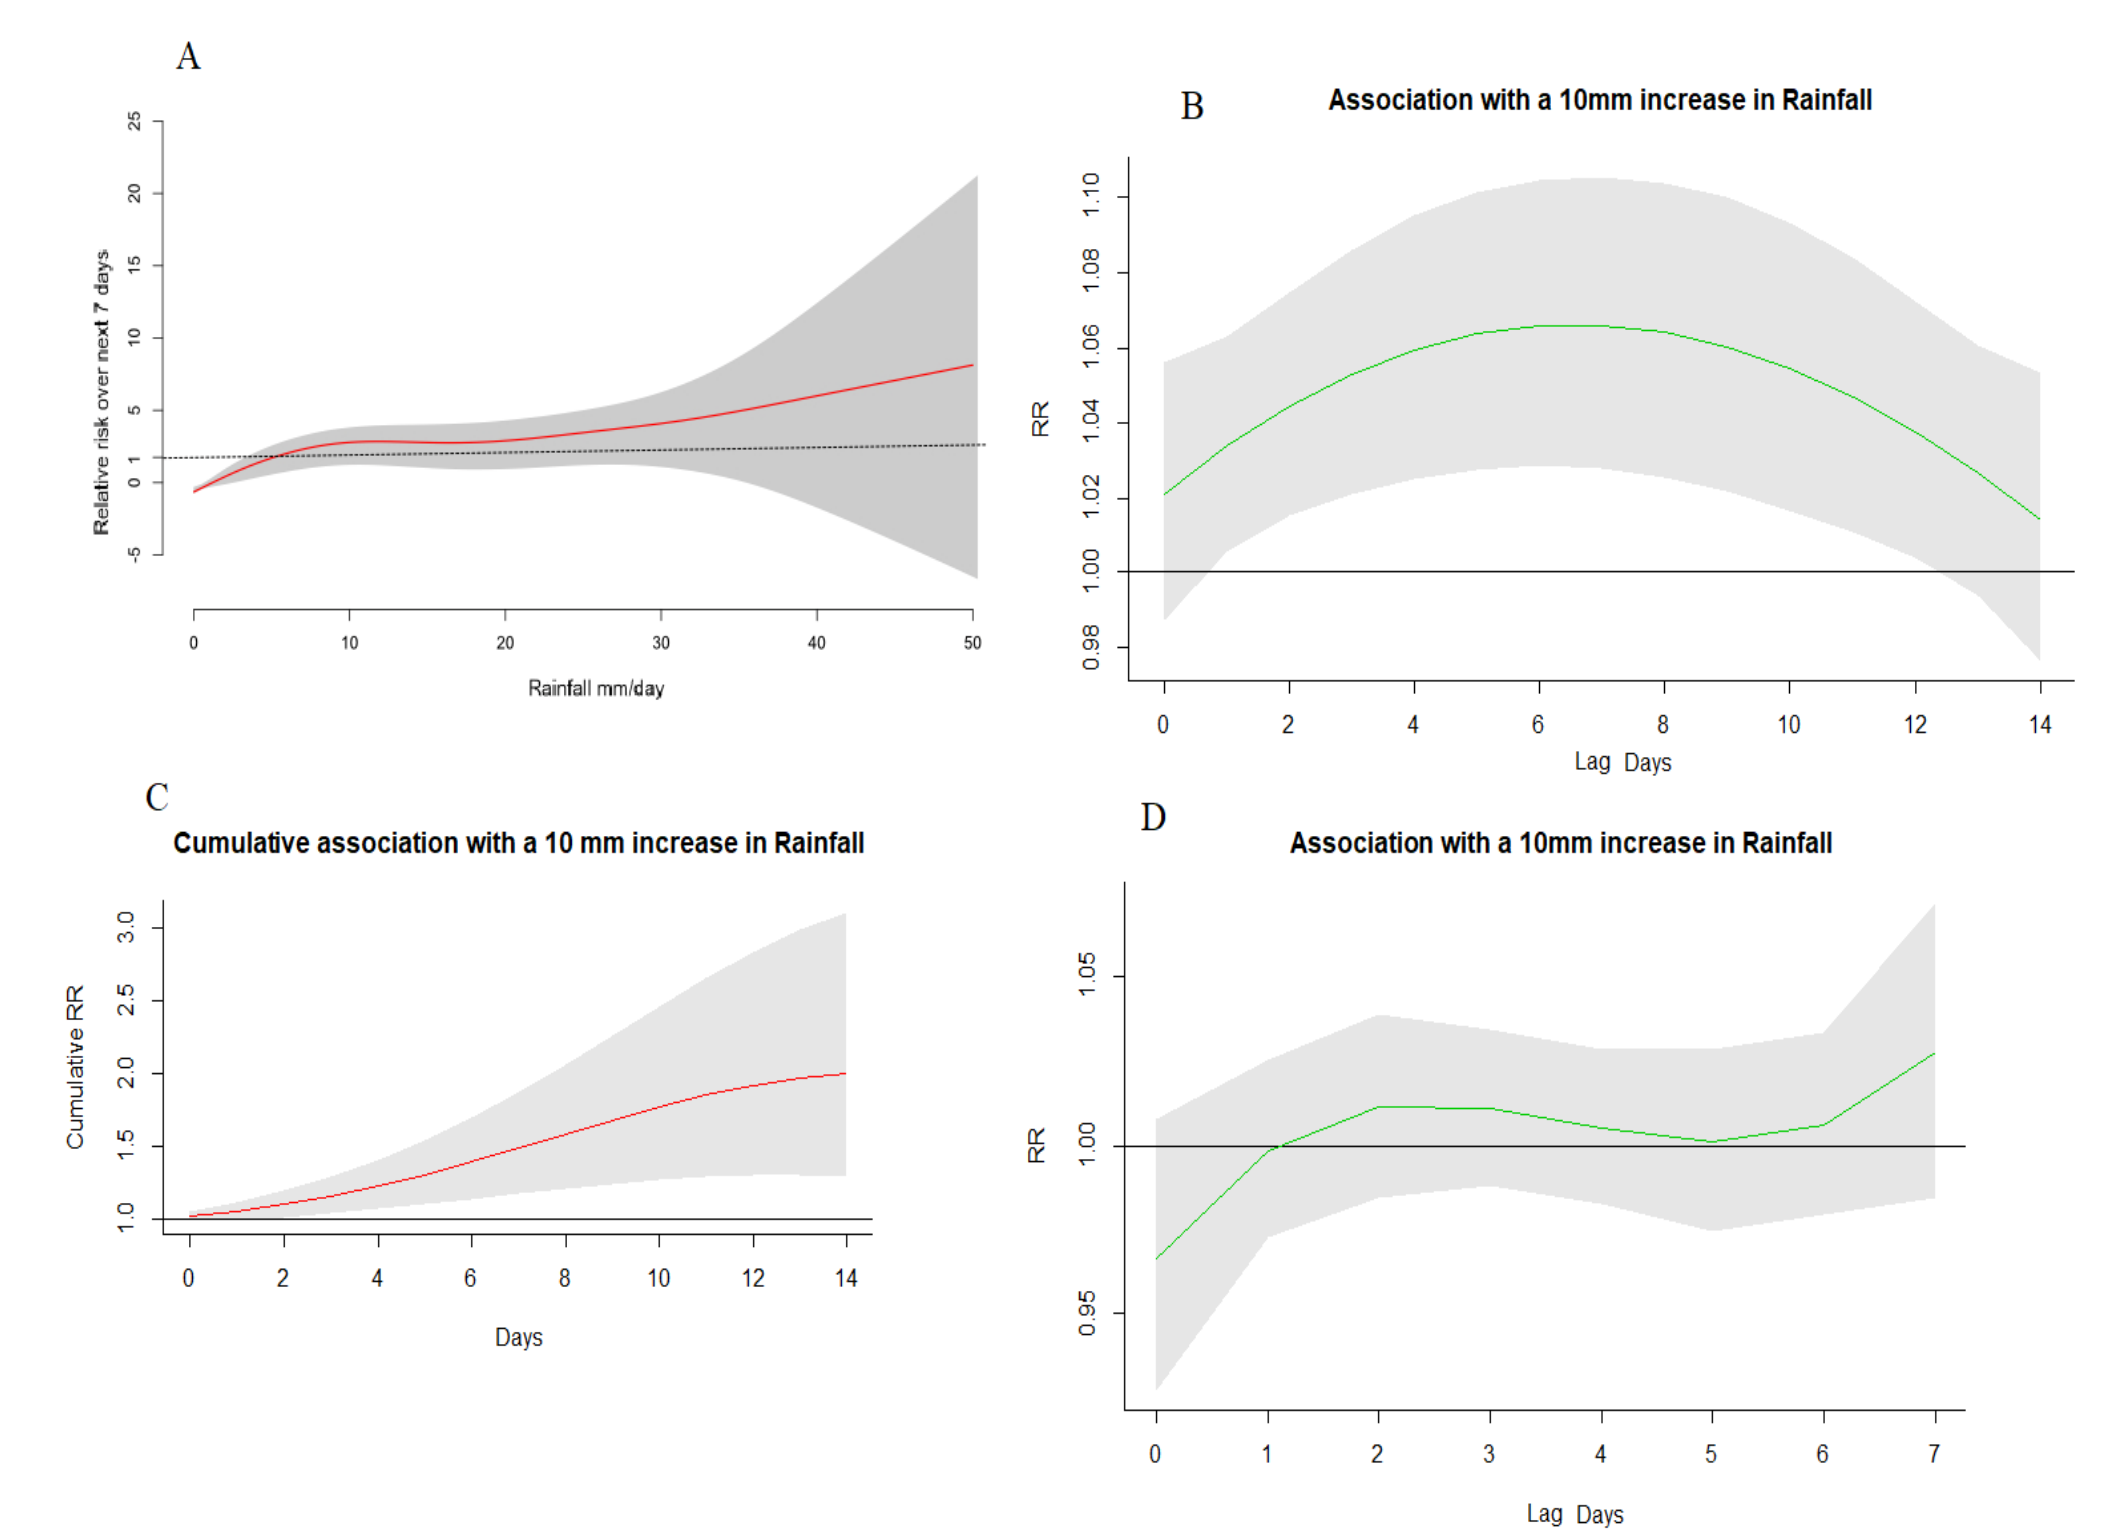 A
25
20
15
10
5
1
0
-5
Relative risk over next 7 days
0 10 20 30 40 50
Rainfall mm/day
B
Association with a 10mm increase in Rainfall
1.10
1.08
1.06
1.04
1.02
1.00
0.98
RR
0 2 4 6 8 10 12 14
Lag Days
C
Cumulative association with a 10 mm increase in Rainfall
3.0
2.5
2.0
1.5
1.0
Cumulative RR
0 2 4 6 8 10 12 14
Days
D
Association with a 10mm increase in Rainfall
1.05
1.00
0.95
RR
0 1 2 3 4 5 6 7
Lag Days